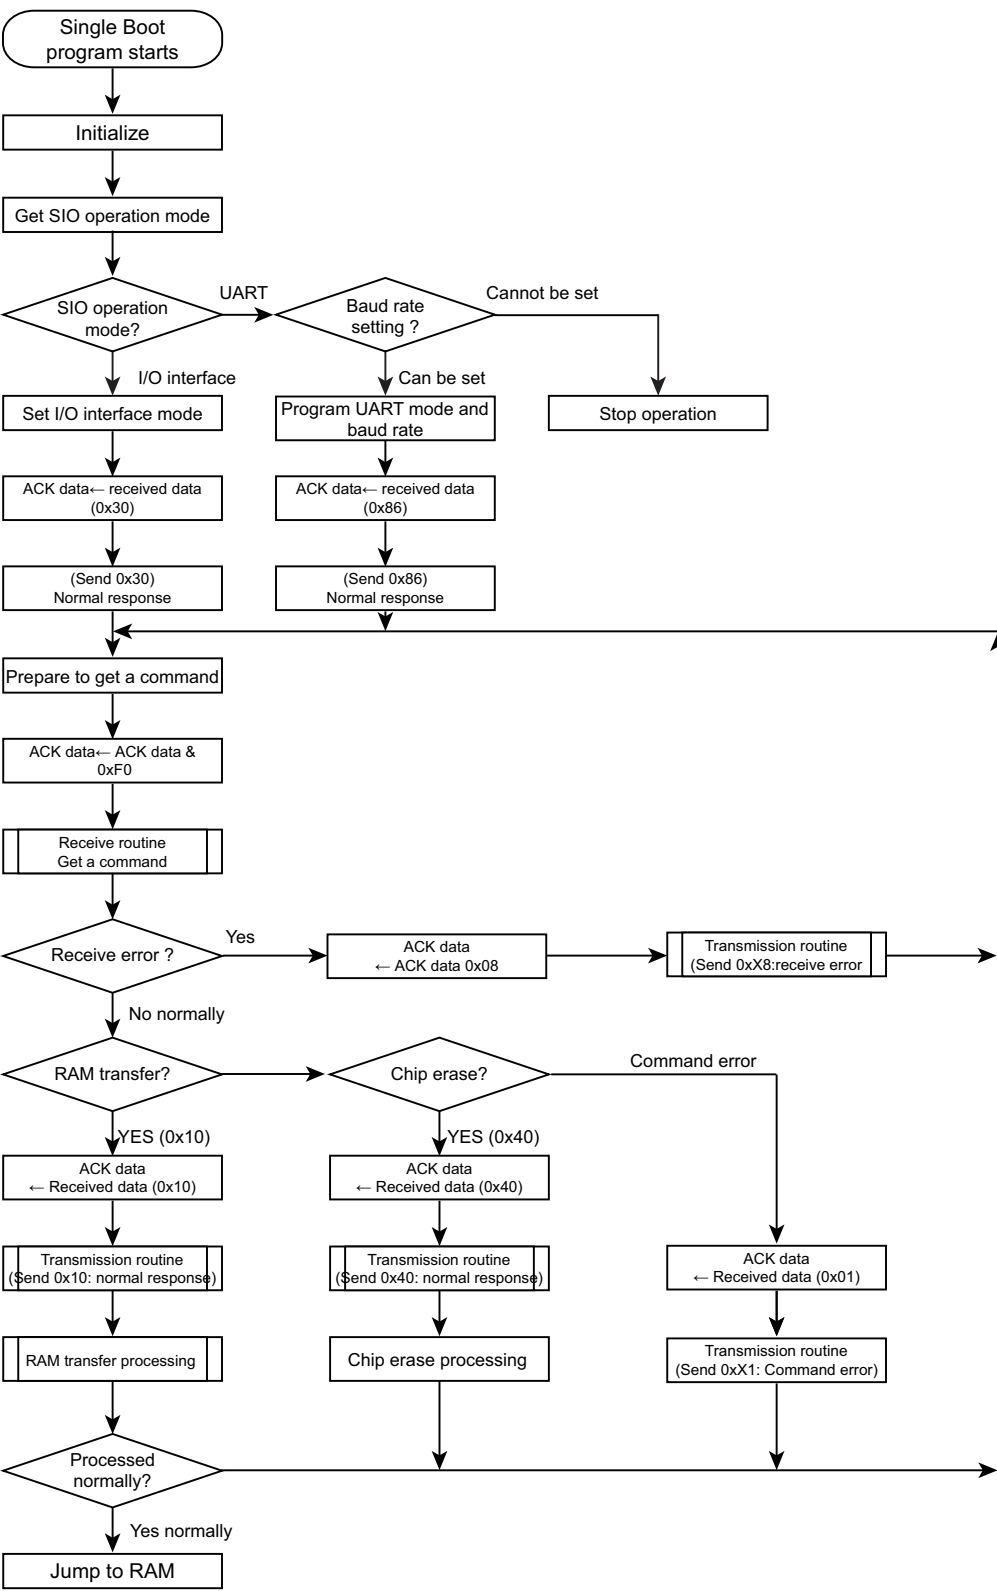 Single Boot
program starts
Initialize
Get SIO operation mode
SIO operation
mode?
UART
Baud rate
setting ?
Cannot be set
I/O interface
Can be set
Set I/O interface mode
Program UART mode and
baud rate
Stop operation
ACK data← received data
(0x30)
ACK data← received data
(0x86)
(Send 0x30)
Normal response
(Send 0x86)
Normal response
Prepare to get a command
ACK data← ACK data &
0xF0
Receive routine
Get a command
Receive error ?
Yes
ACK data
← ACK data 0x08
Transmission routine
(Send 0xX8:receive error
No normally
RAM transfer?
Chip erase?
Command error
YES (0x10)
YES (0x40)
ACK data
← Received data (0x10)
ACK data
← Received data (0x40)
Transmission routine
(Send 0x10: normal response)
Transmission routine
(Send 0x40: normal response)
ACK data
← Received data (0x01)
RAM transfer processing
Chip erase processing
Transmission routine
(Send 0xX1: Command error)
Processed
normally?
Yes normally
Jump to RAM